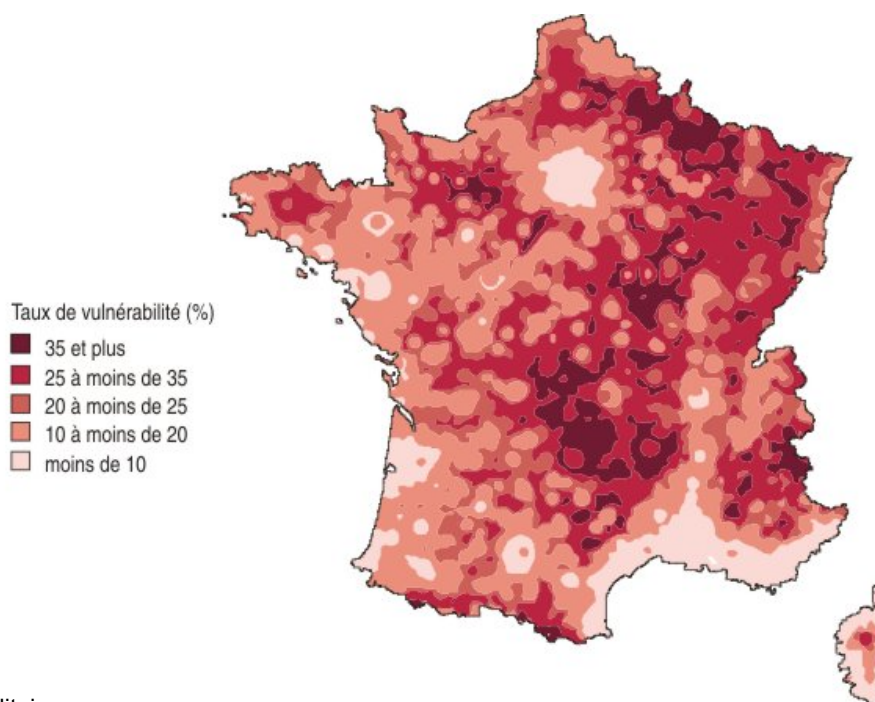 Taux de vulnérabilité (%)
35 et plus
25 à moins de 35
20 à moins de 25
10 à moins de 20
moins de 10